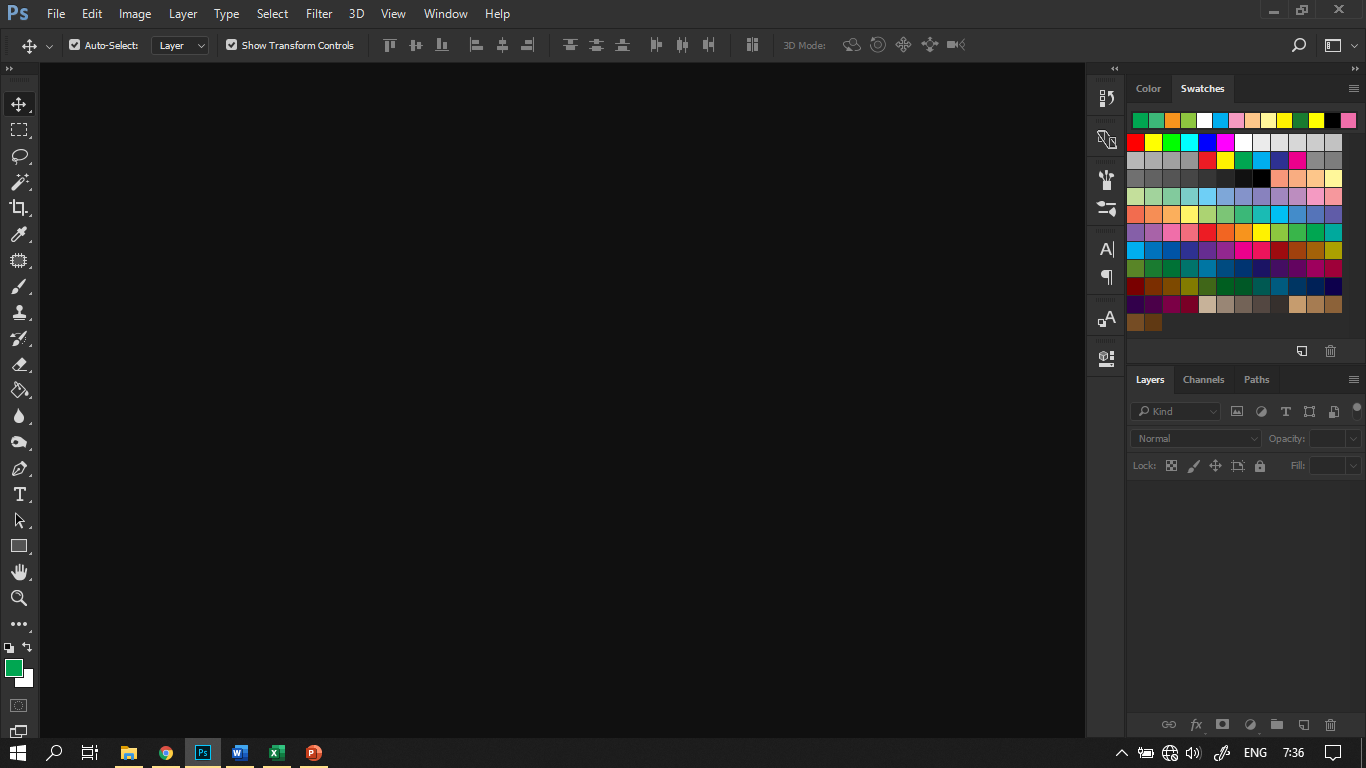 Ps File Edit Image Layer Type Select Filter 3D View Window Help
Auto-Select: Layer Show Transform Controls 3D Mode:
Color Swatches
Layers Channels Paths
Kind
Normal Opacity:
Lock: Fill:
ENG 7:36